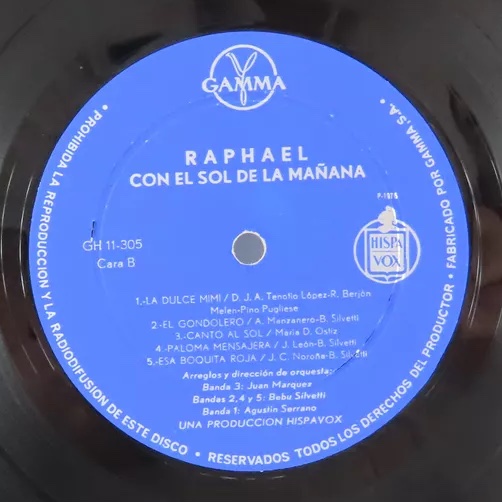 GAMMA
RAPHAEL
CON EL SOL DE LA MAÑANA
P-1976
GH 11-305
Cara B
HISPA
VOX
1,-LA DULCE MIMI / D. J. A. Tenotio López-R. Berjón
Melen-Pino Pugliese
2.-EL GONDOLERO / A. Manzanero-B. Silvetti
3.-CANTO AL SOL / Maria D. Ostiz
4.-PALOMA MENSAJERA / J. León-B. Silvetti
5.-ESA BOQUITA ROJA / J. C. Noroña-B. Silvetti
Arreglos y dirección de orquesta:
Banda 3: Juan Marquez
Bandas 2,4 y 5: Bebu Silvetti
Banda 1: Agustín Serrano
UNA PRODUCCION HISPAVOX
• PROHIBIDA LA REPRODUCCION Y LA RADIODIFUSION DE ESTE DISCO • RESERVADOS TODOS LOS DERECHOS DEL PRODUCTOR • FABRICADO POR GAMMA, S.A. •